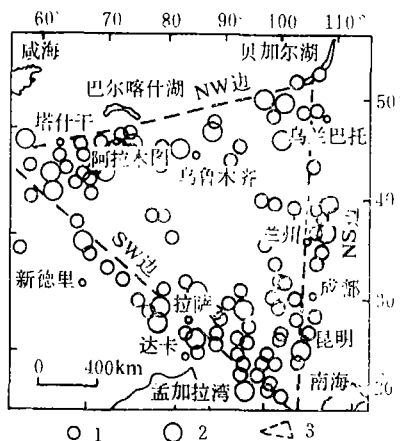 60° 70° 80° 90° 100° 110°
咸海
贝加尔湖
巴尔喀什湖
NW边
50
塔什干
乌兰巴托
阿拉木图
乌鲁木齐
40
兰州
SW边
NS边
新德里
成都
拉萨
30
达卡
昆明
0 400km
孟加拉湾
南海
20
1 2 3